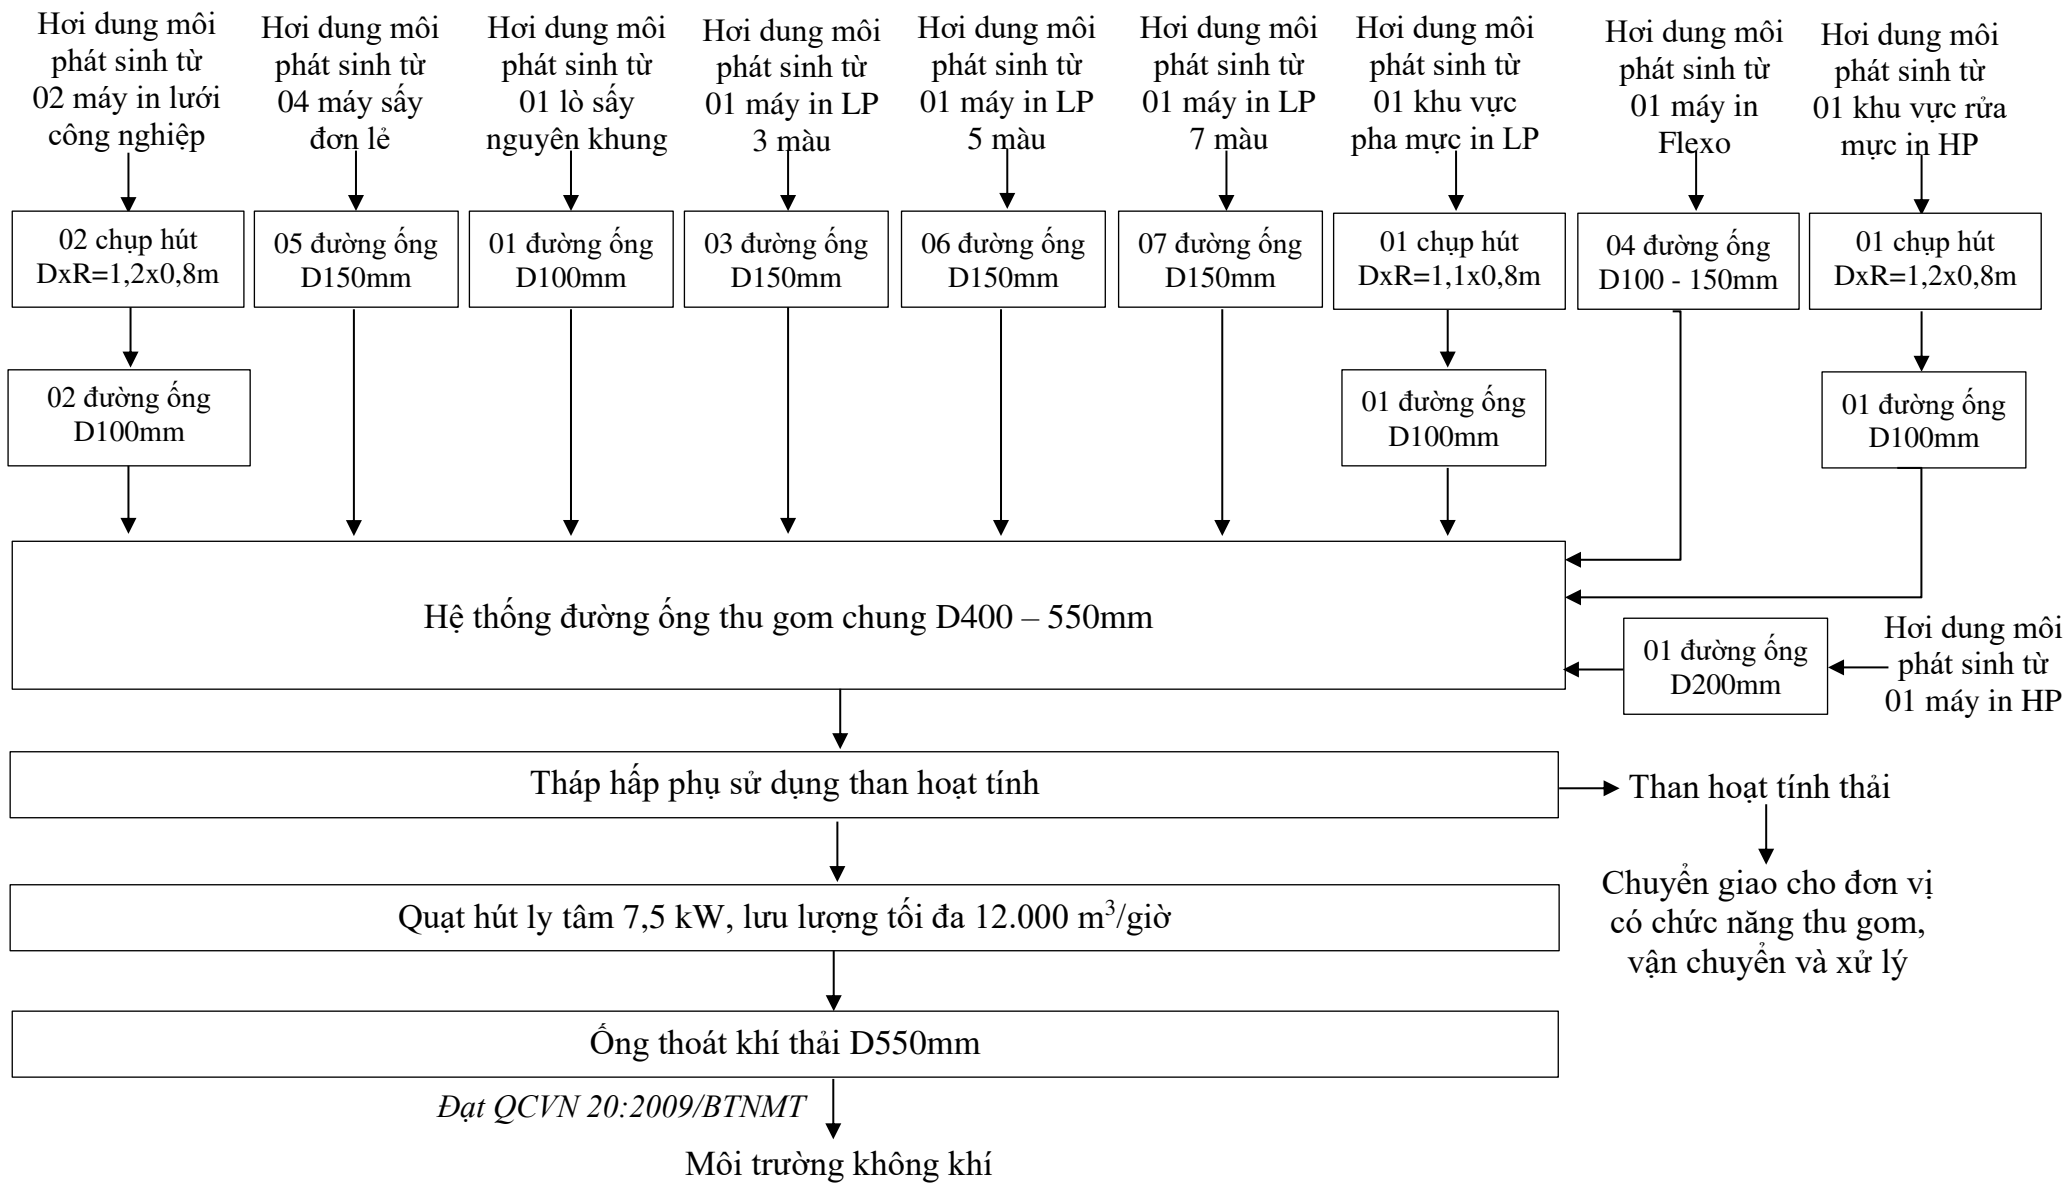 Hơi dung môi
phát sinh từ
02 máy in lưới
công nghiệp
Hơi dung môi
phát sinh từ
04 máy sấy
đơn lẻ
Hơi dung môi
phát sinh từ
01 lò sấy
nguyên khung
Hơi dung môi
phát sinh từ
01 máy in LP
3 màu
Hơi dung môi
phát sinh từ
01 máy in LP
5 màu
Hơi dung môi
phát sinh từ
01 máy in LP
7 màu
Hơi dung môi
phát sinh từ
01 khu vực
pha mực in LP
Hơi dung môi
phát sinh từ
01 máy in
Flexo
Hơi dung môi
phát sinh từ
01 khu vực rửa
mực in HP
02 chụp hút
DxR=1,2x0,8m
05 đường ống
D150mm
01 đường ống
D100mm
03 đường ống
D150mm
06 đường ống
D150mm
07 đường ống
D150mm
01 chụp hút
DxR=1,1x0,8m
04 đường ống
D100 - 150mm
01 chụp hút
DxR=1,2x0,8m
02 đường ống
D100mm
01 đường ống
D100mm
01 đường ống
D100mm
Hệ thống đường ống thu gom chung D400 – 550mm
01 đường ống
D200mm
Hơi dung môi
phát sinh từ
01 máy in HP
Tháp hấp phụ sử dụng than hoạt tính
Than hoạt tính thải
Chuyển giao cho đơn vị
có chức năng thu gom,
vận chuyển và xử lý
Quạt hút ly tâm 7,5 kW, lưu lượng tối đa 12.000 m³/giờ
Ống thoát khí thải D550mm
Đạt QCVN 20:2009/BTNMT
Môi trường không khí